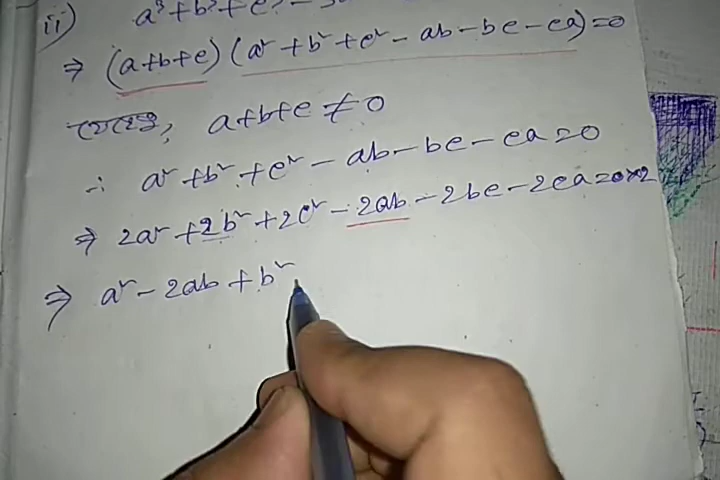 ii) a³ + b³ + c³ - 3
⇒ (a+b+c) (a² + b² + c² - ab - bc - ca) = 0
যেহেতু, a+b+c ≠ 0
∴ a² + b² + c² - ab - bc - ca = 0
⇒ 2a² + 2b² + 2c² - 2ab - 2bc - 2ca = 0×2
⇒ a² - 2ab + b²